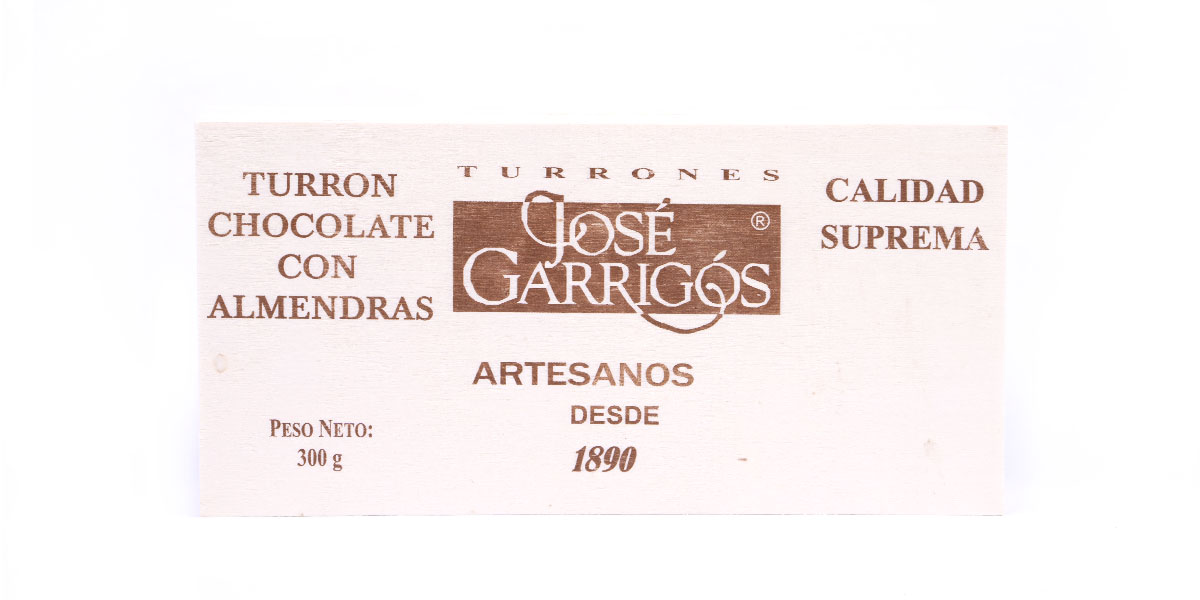 TURRON
CHOCOLATE
CON
ALMENDRAS
PESO NETO:
300 g
TURRONES
JOSÉ
GARRIGÓS
®
ARTESANOS
DESDE
1890
CALIDAD
SUPREMA